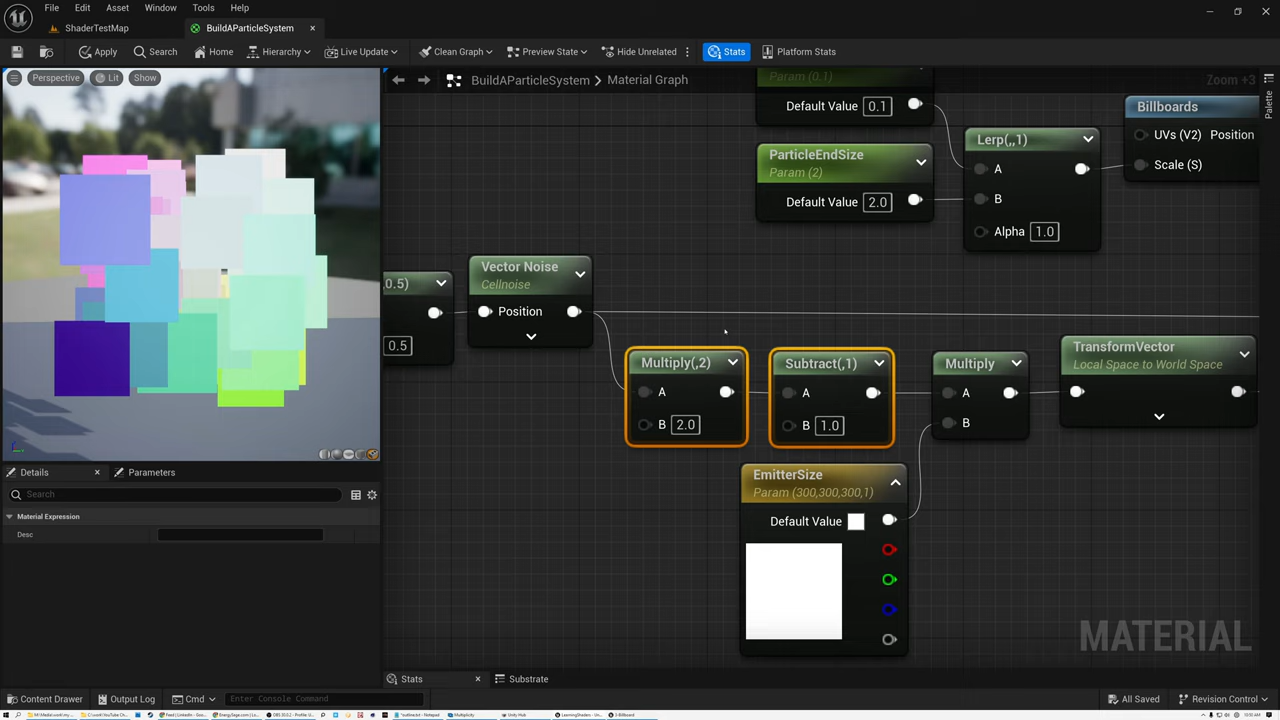 File Edit Asset Window Tools Help
ShaderTestMap
BuildAParticleSystem
Apply
Search
Home
Hierarchy
Live Update
Clean Graph
Preview State
Hide Unrelated
Stats
Platform Stats
Perspective
Lit
Show
BuildAParticleSystem
Material Graph
Zoom +3
Palette
Param (0.1)
Default Value 0.1
ParticleEndSize
Param (2)
Default Value 2.0
Lerp(,,1)
A
B
Alpha 1.0
Billboards
UVs (V2) Position
Scale (S)
0.5)
0.5
Vector Noise
Cellnoise
Position
Multiply(,2)
A
B 2.0
Subtract(,1)
A
B 1.0
Multiply
A
B
TransformVector
Local Space to World Space
EmitterSize
Param (300,300,300,1)
Default Value
MATERIAL
Details
Parameters
Search
Material Expression
Desc
Stats
Substrate
Content Drawer
Output Log
Cmd
Enter Console Command
All Saved
Revision Control